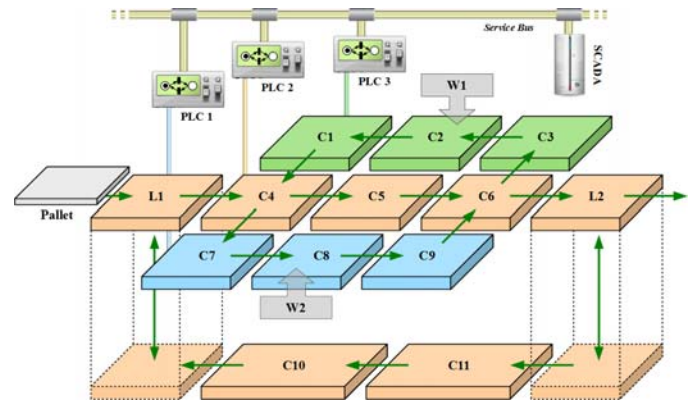 Service Bus
SCADA
PLC 1
PLC 2
PLC 3
W1
C1
C2
C3
Pallet
L1
C4
C5
C6
L2
C7
C8
C9
W2
C10
C11